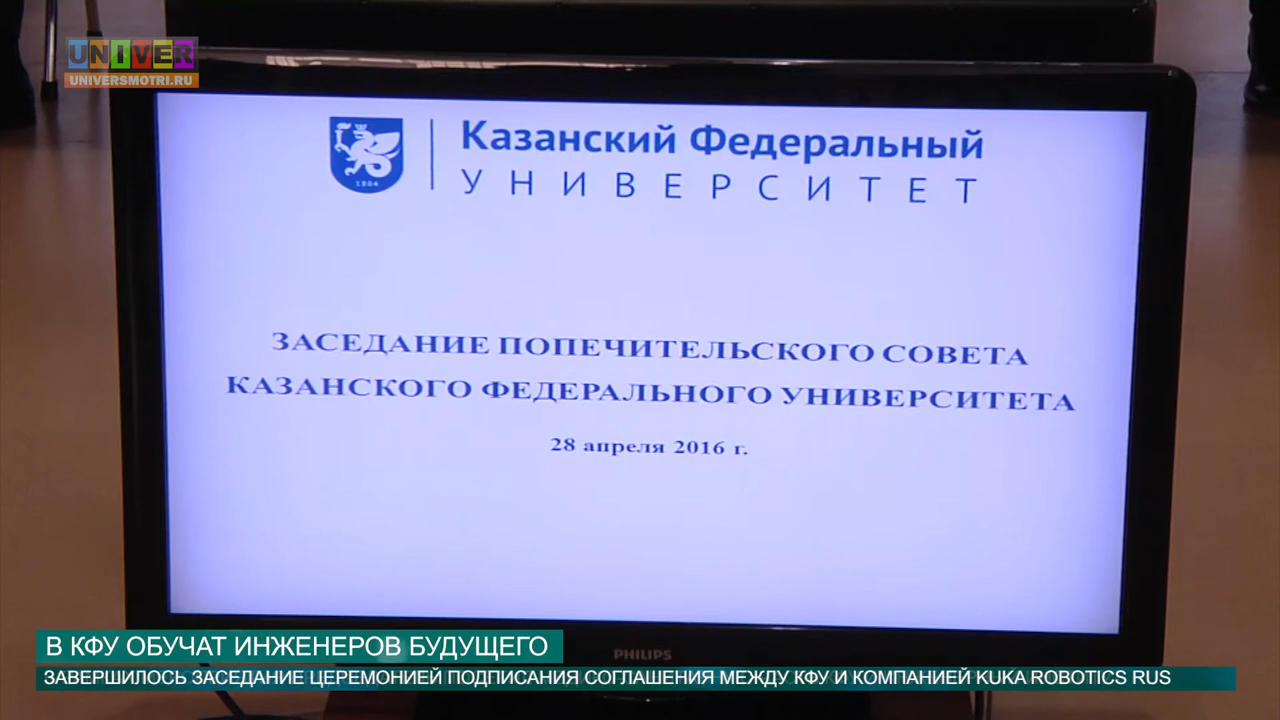 UNIVER
UNIVERSMOTRI.RU
Казанский Федеральный
УНИВЕРСИТЕТ
1804
ЗАСЕДАНИЕ ПОПЕЧИТЕЛЬСКОГО СОВЕТА
КАЗАНСКОГО ФЕДЕРАЛЬНОГО УНИВЕРСИТЕТА
28 апреля 2016 г.
В КФУ ОБУЧАТ ИНЖЕНЕРОВ БУДУЩЕГО
PHILIPS
ЗАВЕРШИЛОСЬ ЗАСЕДАНИЕ ЦЕРЕМОНИЕЙ ПОДПИСАНИЯ СОГЛАШЕНИЯ МЕЖДУ КФУ И КОМПАНИЕЙ KUKA ROBOTICS RUS